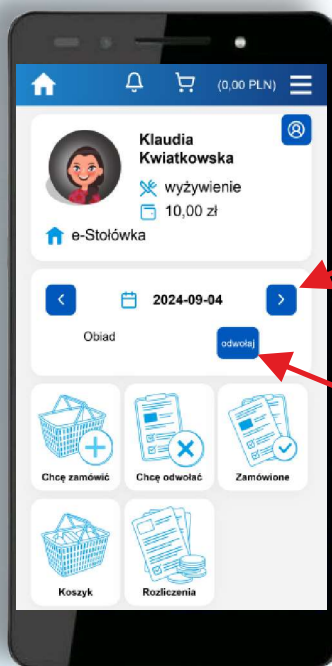 (0,00 PLN)
Klaudia
Kwiatkowska
wyżywienie
10,00 zł
e-Stołówka
2024-09-04
Obiad
odwołaj
Chcę zamówić
Chcę odwołać
Zamówione
Koszyk
Rozliczenia